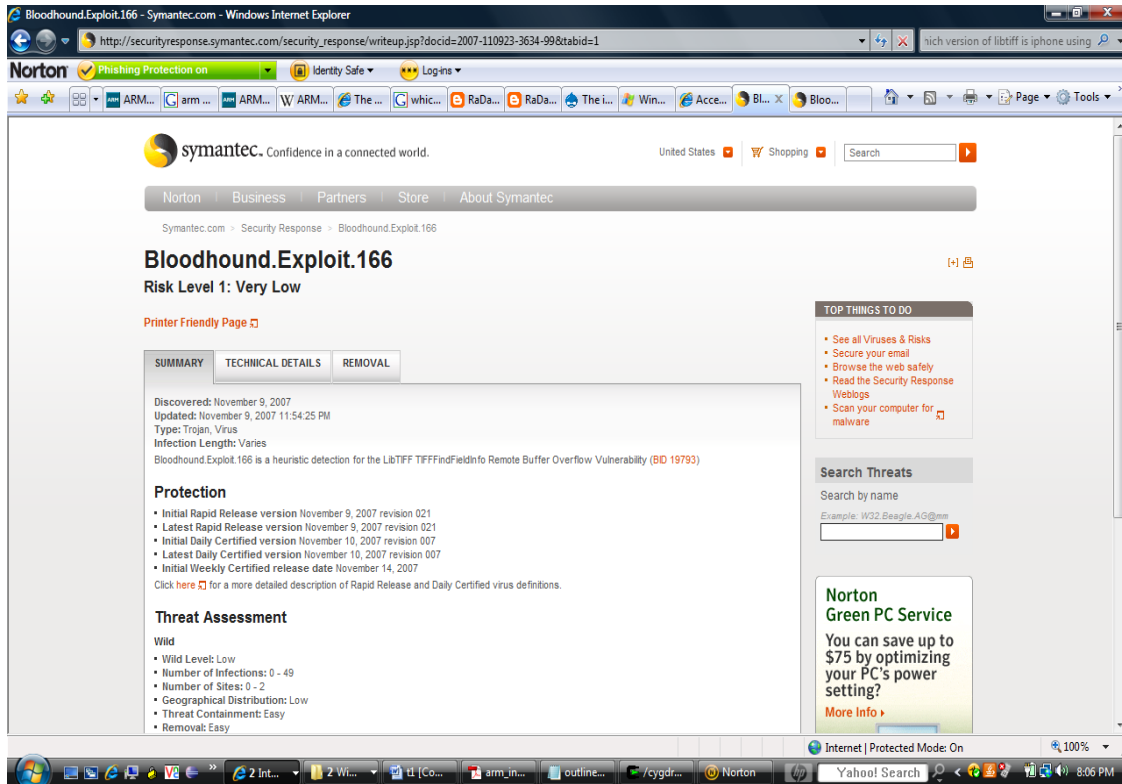 Bloodhound.Exploit.166 - Symantec.com - Windows Internet Explorer
http://securityresponse.symantec.com/security_response/writeup.jsp?docid=2007-110923-3634-99&tabid=1
hich version of libtiff is iphone using
Norton Phishing Protection on Identity Safe Log-ins
ARM... arm ... ARM... ARM... The ... whic... RaDa... RaDa... The i... Win... Acce... Bl... Bloo... Page Tools
symantec. Confidence in a connected world. United States Shopping Search
Norton Business Partners Store About Symantec
Symantec.com > Security Response > Bloodhound.Exploit.166
Bloodhound.Exploit.166
[+]
Risk Level 1: Very Low
Printer Friendly Page
SUMMARY TECHNICAL DETAILS REMOVAL
Discovered: November 9, 2007
Updated: November 9, 2007 11:54:25 PM
Type: Trojan, Virus
Infection Length: Varies
Bloodhound.Exploit.166 is a heuristic detection for the LibTIFF TIFFFindFieldInfo Remote Buffer Overflow Vulnerability (BID 19793)
Protection
Initial Rapid Release version November 9, 2007 revision 021
Latest Rapid Release version November 9, 2007 revision 021
Initial Daily Certified version November 10, 2007 revision 007
Latest Daily Certified version November 10, 2007 revision 007
Initial Weekly Certified release date November 14, 2007
Click here for a more detailed description of Rapid Release and Daily Certified virus definitions.
Threat Assessment
Wild
Wild Level: Low
Number of Infections: 0 - 49
Number of Sites: 0 - 2
Geographical Distribution: Low
Threat Containment: Easy
Removal: Easy
TOP THINGS TO DO
See all Viruses & Risks
Secure your email
Browse the web safely
Read the Security Response
Weblogs
Scan your computer for
malware
Search Threats
Search by name
Example: W32.Beagle.AG@mm
Norton
Green PC Service
You can save up to
$75 by optimizing
your PC's power
setting?
More Info
Internet | Protected Mode: On 100%
2 Int... 2 Wi... t1 [Co... arm_in... outline... /cygdr... Norton hp Yahoo! Search 8:06 PM